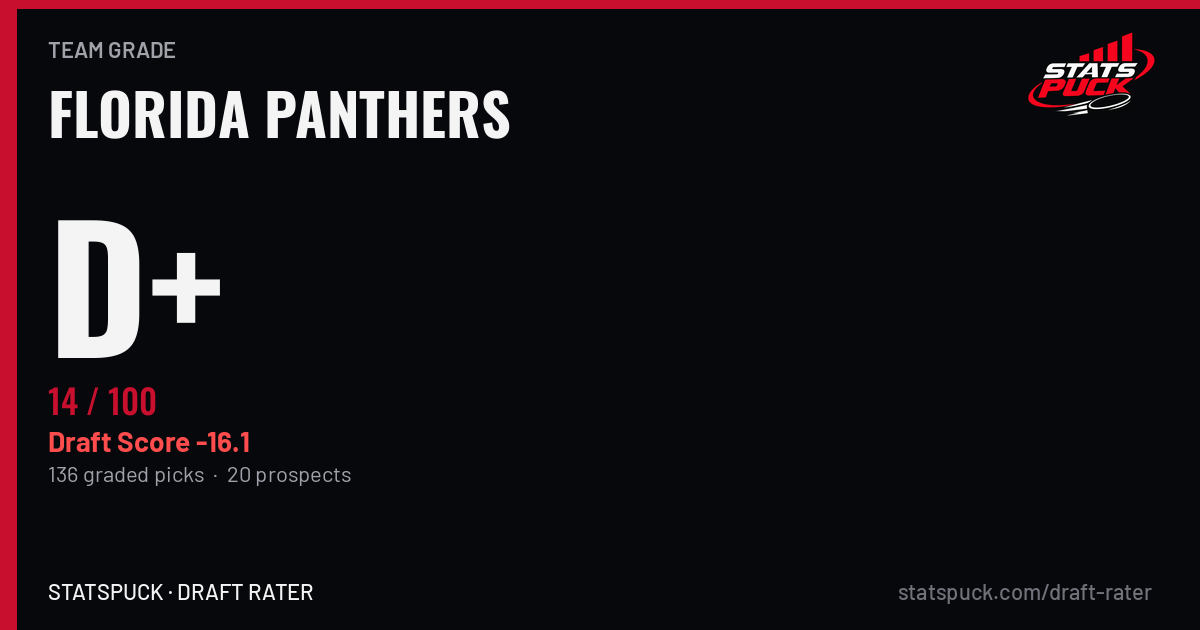 TEAM GRADE
FLORIDA PANTHERS
STATS
PUCK
D+
14 / 100
Draft Score -16.1
136 graded picks · 20 prospects
STATSPUCK · DRAFT RATER
statspuck.com/draft-rater